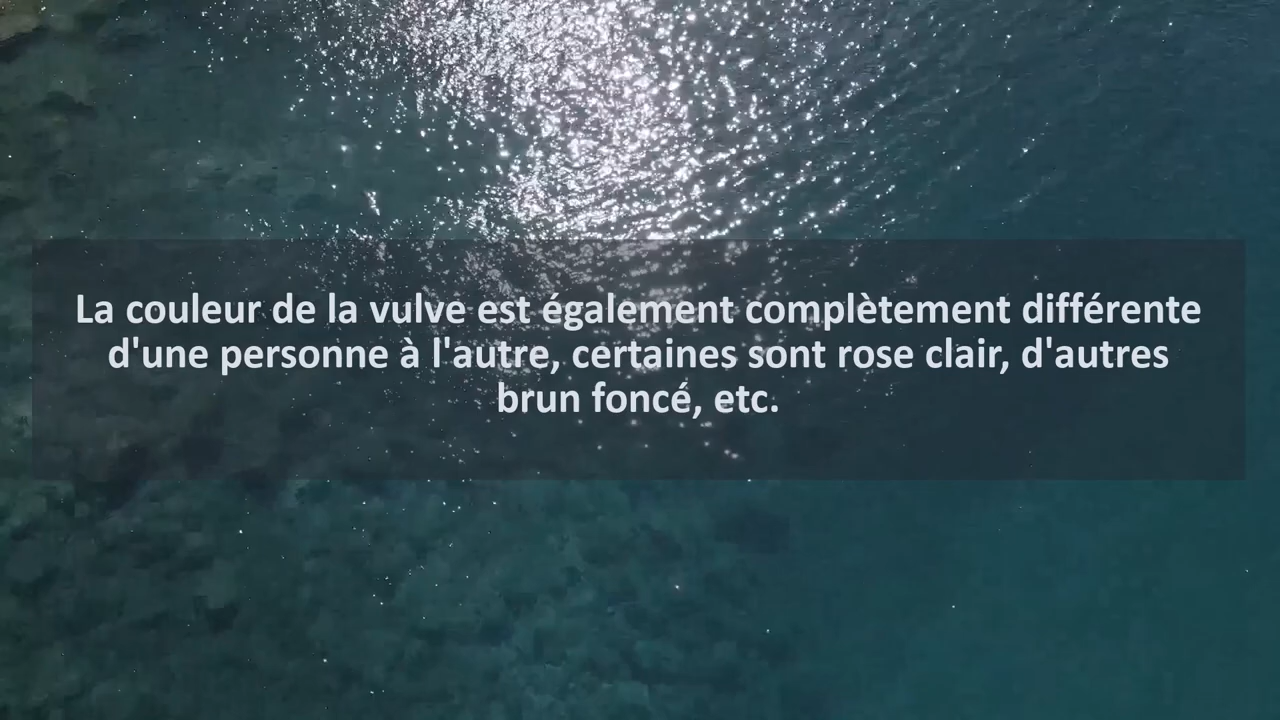 La couleur de la vulve est également complètement différente
d'une personne à l'autre, certaines sont rose clair, d'autres
brun foncé, etc.